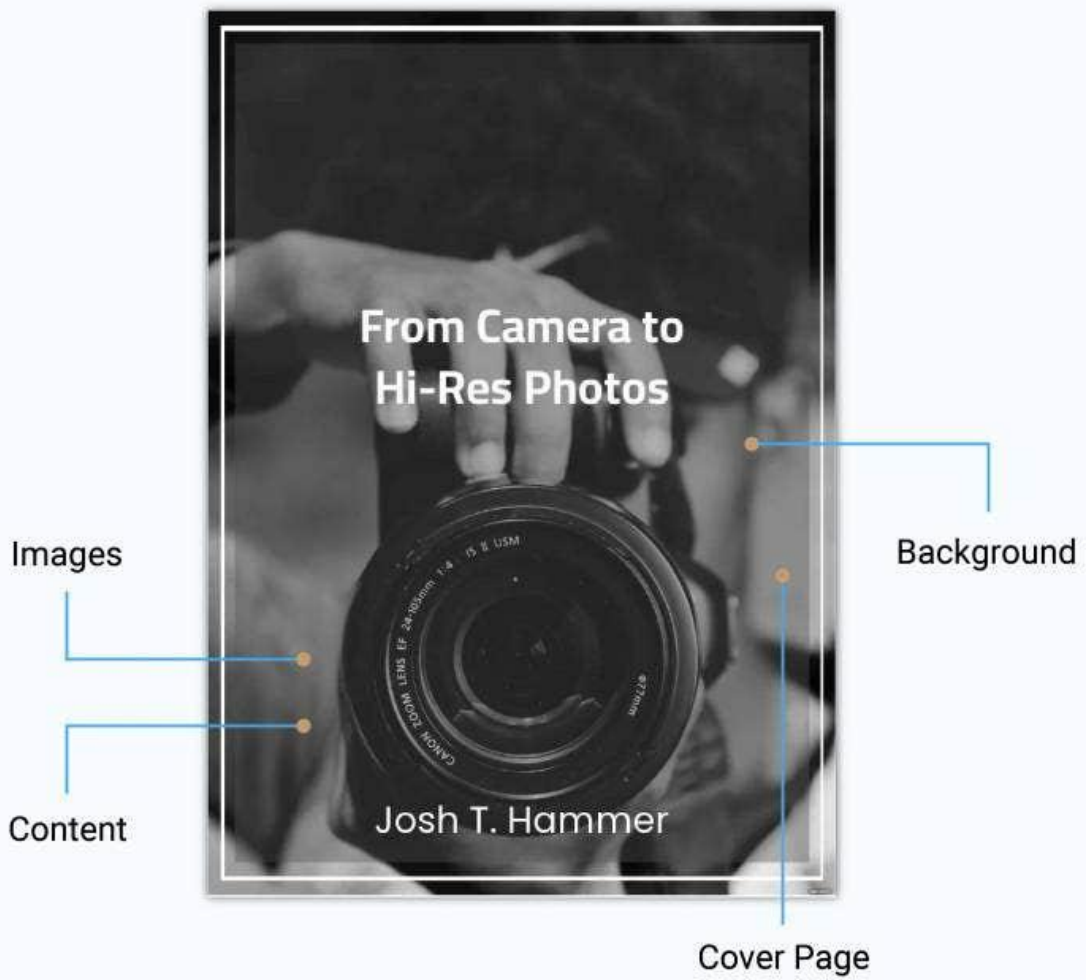 From Camera to
Hi-Res Photos
Images
Background
IS II USM
CANON ZOOM LENS EF 24-105mm 1:4
ø77mm
Content
Josh T. Hammer
Cover Page